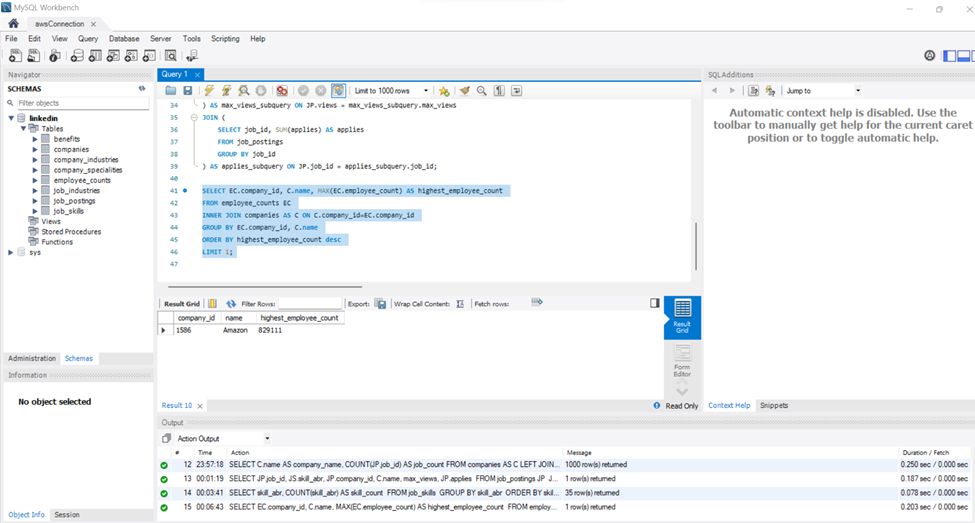 MySQL Workbench
awsConnection
File Edit View Query Database Server Tools Scripting Help
Navigator
SCHEMAS
Filter objects
linkedin
Tables
benefits
companies
company_industries
company_specialities
employee_counts
job_industries
job_postings
job_skills
Views
Stored Procedures
Functions
sys
Administration Schemas
Information
No object selected
Object Info Session
Query 1
Limit to 1000 rows
34 ) AS max_views_subquery ON JP.views = max_views_subquery.max_views
35 JOIN (
36 SELECT job_id, SUM(applies) AS applies
37 FROM job_postings
38 GROUP BY job_id
39 ) AS applies_subquery ON JP.job_id = applies_subquery.job_id;
40
41 SELECT EC.company_id, C.name, MAX(EC.employee_count) AS highest_employee_count
42 FROM employee_counts EC
43 INNER JOIN companies AS C ON C.company_id=EC.company_id
44 GROUP BY EC.company_id, C.name
45 ORDER BY highest_employee_count desc
46 LIMIT 1;
47
Result Grid Filter Rows: Export: Wrap Cell Content: Fetch rows:
company_id name highest_employee_count
1586 Amazon 829111
Result Grid
Form Editor
Result 10
Read Only
SQLAdditions
Jump to
Automatic context help is disabled. Use the
toolbar to manually get help for the current caret
position or to toggle automatic help.
Context Help Snippets
Output
Action Output
# Time Action Message Duration / Fetch
12 23:57:18 SELECT C.name AS company_name, COUNT(JP.job_id) AS job_count FROM companies AS C LEFT JOIN... 1000 row(s) returned 0.250 sec / 0.000 sec
13 00:01:19 SELECT JP.job_id, JS.skill_abr, JP.company_id, C.name, max_views, JP.applies FROM job_postings JP J... 1 row(s) returned 0.187 sec / 0.000 sec
14 00:03:41 SELECT skill_abr, COUNT(skill_abr) AS skill_count FROM job_skills GROUP BY skill_abr ORDER BY skil... 35 row(s) returned 0.078 sec / 0.000 sec
15 00:06:43 SELECT EC.company_id, C.name, MAX(EC.employee_count) AS highest_employee_count FROM employ... 1 row(s) returned 0.203 sec / 0.000 sec